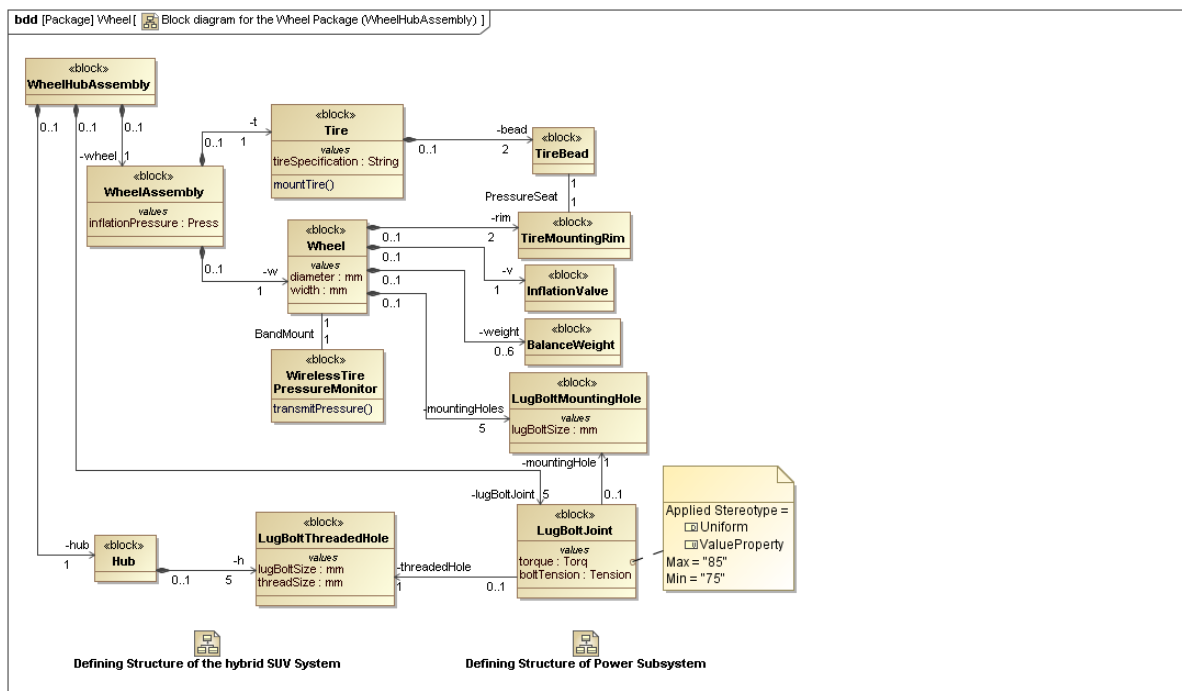 bdd [Package] Wheel [ Block diagram for the Wheel Package (WheelHubAssembly) ]
«block»
WheelHubAssembly
0..1
0..1
0..1
-wheel
1
«block»
WheelAssembly
values
inflationPressure : Press
0..1
-t
1
«block»
Tire
values
tireSpecification : String
mountTire()
0..1
-bead
2
«block»
TireBead
1
PressureSeat
1
«block»
TireMountingRim
-rim
2
0..1
-w
1
«block»
Wheel
values
diameter : mm
width : mm
0..1
0..1
0..1
0..1
-v
1
«block»
InflationValve
-weight
0..6
«block»
BalanceWeight
1
BandMount
1
«block»
WirelessTire
PressureMonitor
transmitPressure()
-mountingHoles
5
«block»
LugBoltMountingHole
values
lugBoltSize : mm
-mountingHole
1
0..1
-lugBoltJoint
5
«block»
LugBoltJoint
values
torque : Torq
boltTension : Tension
Applied Stereotype =
Uniform
ValueProperty
Max = "85"
Min = "75"
-hub
1
«block»
Hub
0..1
-h
5
«block»
LugBoltThreadedHole
values
lugBoltSize : mm
threadSize : mm
-threadedHole
1
0..1
Defining Structure of the hybrid SUV System
Defining Structure of Power Subsystem